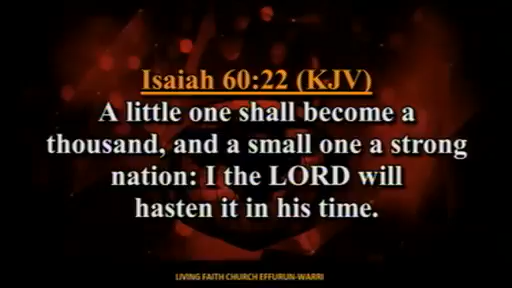 Isaiah 60:22 (KJV)
A little one shall become a
thousand, and a small one a strong
nation: I the LORD will
hasten it in his time.
LIVING FAITH CHURCH EFFURUN-WARRI